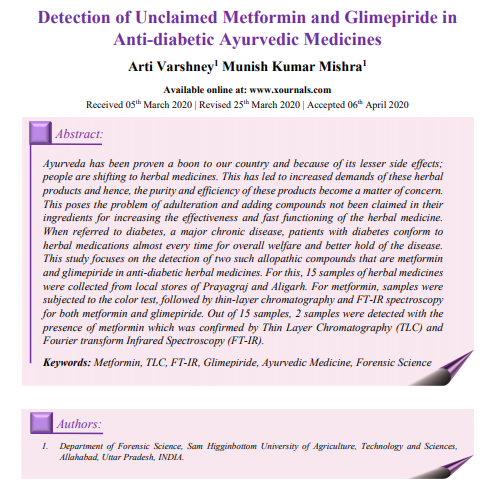 Detection of Unclaimed Metformin and Glimepiride in
Anti-diabetic Ayurvedic Medicines
Arti Varshney1 Munish Kumar Mishra1
Available online at: www.xournals.com
Received 05th March 2020 | Revised 25th March 2020 | Accepted 06th April 2020
Abstract:
Ayurveda has been proven a boon to our country and because of its lesser side effects;
people are shifting to herbal medicines. This has led to increased demands of these herbal
products and hence, the purity and efficiency of these products become a matter of concern.
This poses the problem of adulteration and adding compounds not been claimed in their
ingredients for increasing the effectiveness and fast functioning of the herbal medicine.
When referred to diabetes, a major chronic disease, patients with diabetes conform to
herbal medications almost every time for overall welfare and better hold of the disease.
This study focuses on the detection of two such allopathic compounds that are metformin
and glimepiride in anti-diabetic herbal medicines. For this, 15 samples of herbal medicines
were collected from local stores of Prayagraj and Aligarh. For metformin, samples were
subjected to the color test, followed by thin-layer chromatography and FT-IR spectroscopy
for both metformin and glimepiride. Out of 15 samples, 2 samples were detected with the
presence of metformin which was confirmed by Thin Layer Chromatography (TLC) and
Fourier transform Infrared Spectroscopy (FT-IR).
Keywords: Metformin, TLC, FT-IR, Glimepiride, Ayurvedic Medicine, Forensic Science
Authors:
1. Department of Forensic Science, Sam Higginbottom University of Agriculture, Technology and Sciences,
Allahabad, Uttar Pradesh, INDIA.